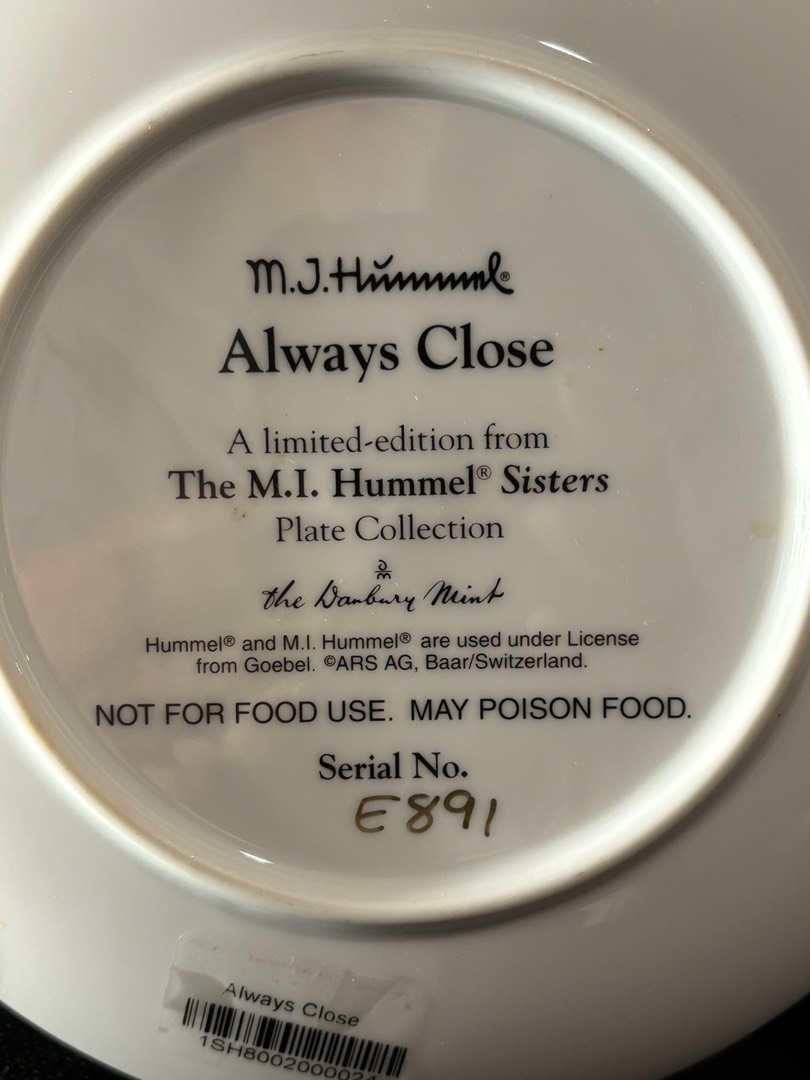 M.J.Hummel®
Always Close
A limited-edition from
The M.I. Hummel® Sisters
Plate Collection
the Danbury Mint
Hummel® and M.I. Hummel® are used under License
from Goebel. ©ARS AG, Baar/Switzerland.
NOT FOR FOOD USE. MAY POISON FOOD.
Serial No.
E891
Always Close